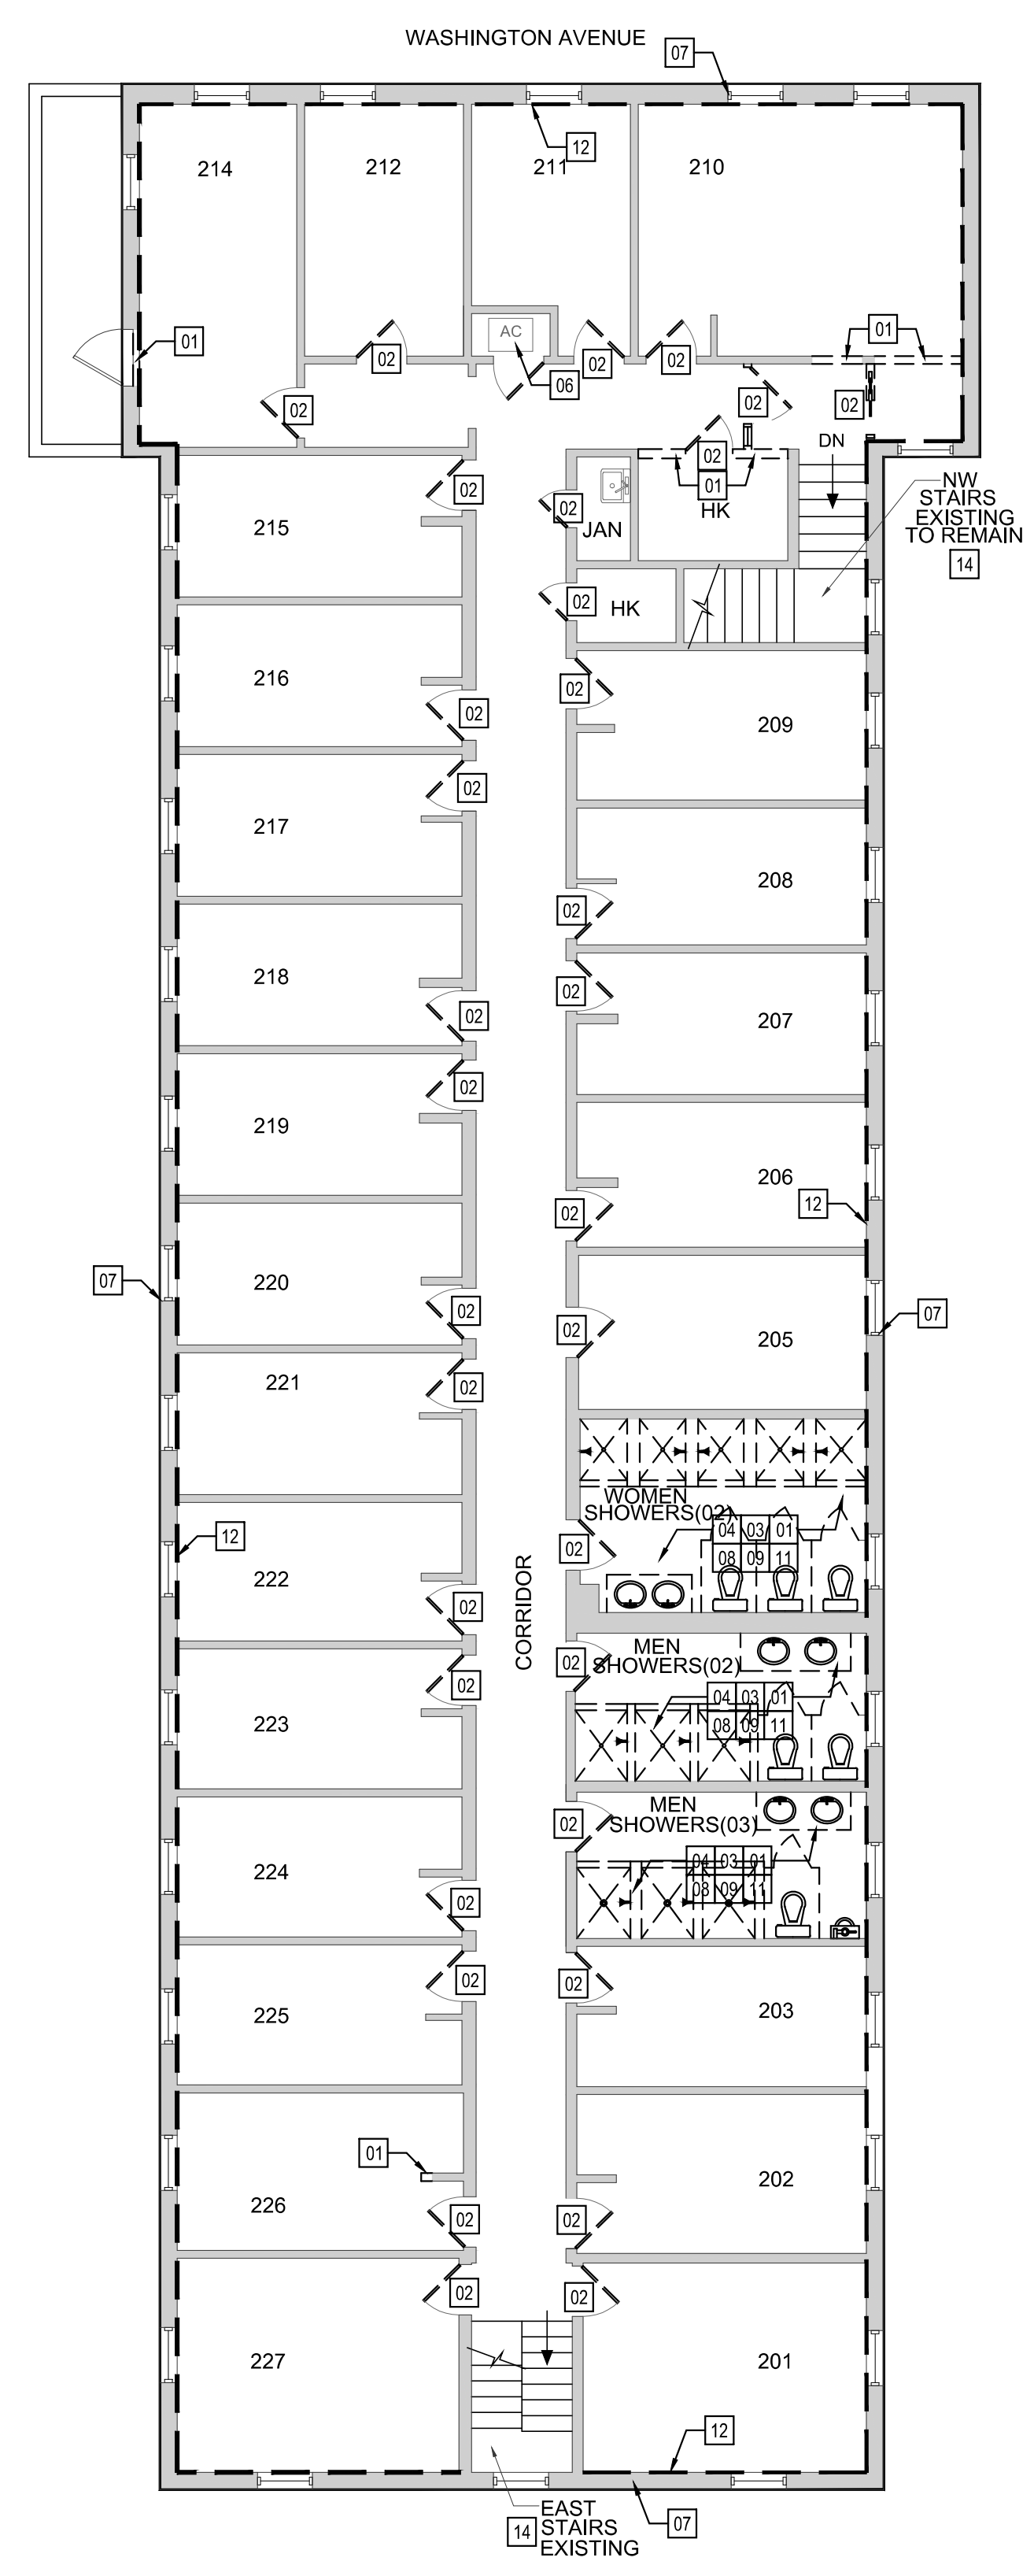 WASHINGTON AVENUE
07
12
214
212
211
210
01
02
AC
06
02
02
01
02
02
02
DN
02
01
HK
NW
STAIRS
EXISTING
TO REMAIN
14
215
02
02
JAN
02
HK
216
02
02
209
217
02
208
02
218
02
02
207
219
02
206
02
12
07
220
02
02
205
07
221
02
WOMEN
SHOWERS(02)
04 03 01
08 09 11
12
222
02
02
CORRIDOR
MEN
SHOWERS(02)
04 03 01
08 09 11
223
02
02
MEN
SHOWERS(03)
04 03 01
08 09 11
224
02
02
225
02
02
203
01
226
02
02
202
227
02
02
201
12
14
EAST
STAIRS
EXISTING
07